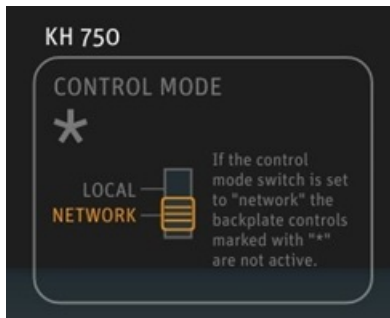 KH 750
CONTROL MODE
*
If the control
mode switch is set
to "network" the
backplate controls
marked with "*"
are not active.
LOCAL
NETWORK